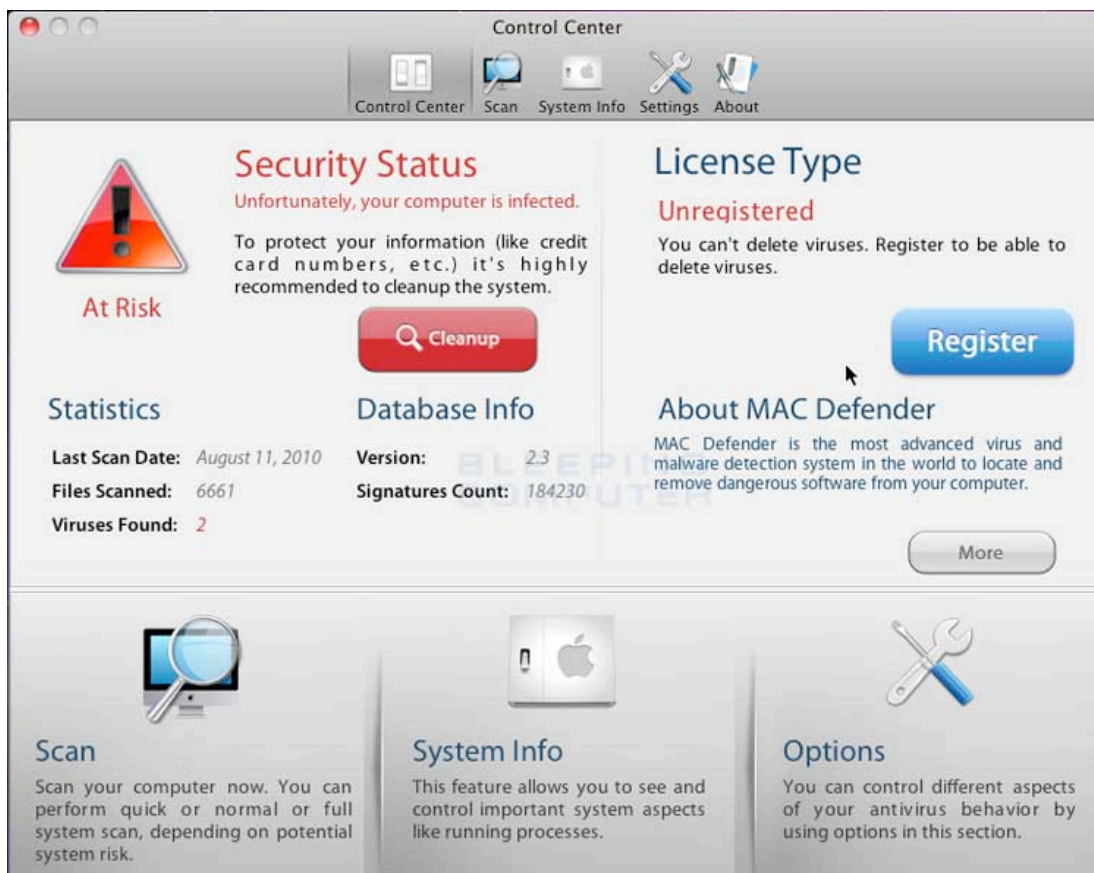 Control Center
Control Center Scan System Info Settings About
Security Status
Unfortunately, your computer is infected.
To protect your information (like credit
card numbers, etc.) it's highly
recommended to cleanup the system.
At Risk
Cleanup
License Type
Unregistered
You can't delete viruses. Register to be able to
delete viruses.
Register
Statistics
Last Scan Date: August 11, 2010
Files Scanned: 6661
Viruses Found: 2
Database Info
Version: 2.3
Signatures Count: 184230
About MAC Defender
MAC Defender is the most advanced virus and
malware detection system in the world to locate and
remove dangerous software from your computer.
More
BLEEPING
COMPUTER
Scan
Scan your computer now. You can
perform quick or normal or full
system scan, depending on potential
system risk.
System Info
This feature allows you to see and
control important system aspects
like running processes.
Options
You can control different aspects
of your antivirus behavior by
using options in this section.